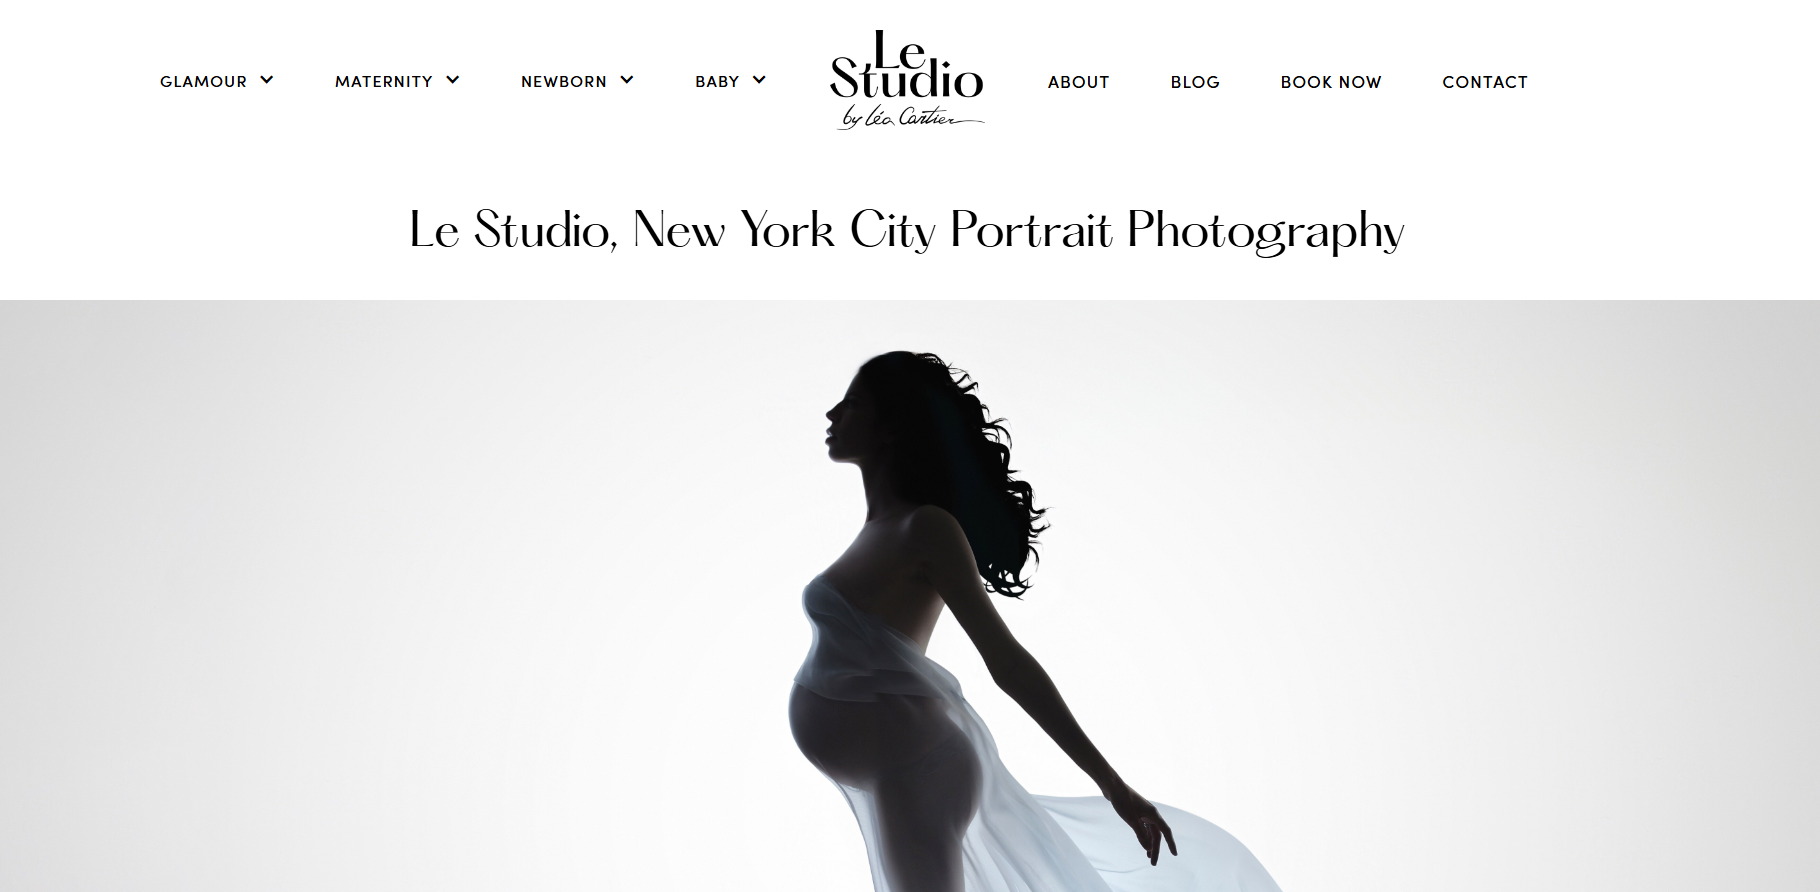 GLAMOUR MATERNITY NEWBORN BABY
Le
Studio
by Léa Cartier
ABOUT BLOG BOOK NOW CONTACT
Le Studio, New York City Portrait Photography